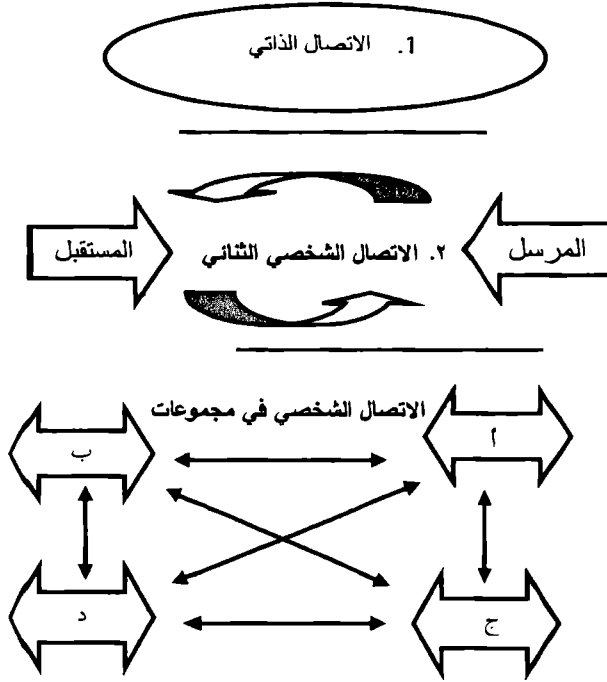 1. الاتصال الذاتي
المرسل
٢. الاتصال الشخصي الثنائي
المستقبل
الاتصال الشخصي في مجموعات
أ
ب
ج
د